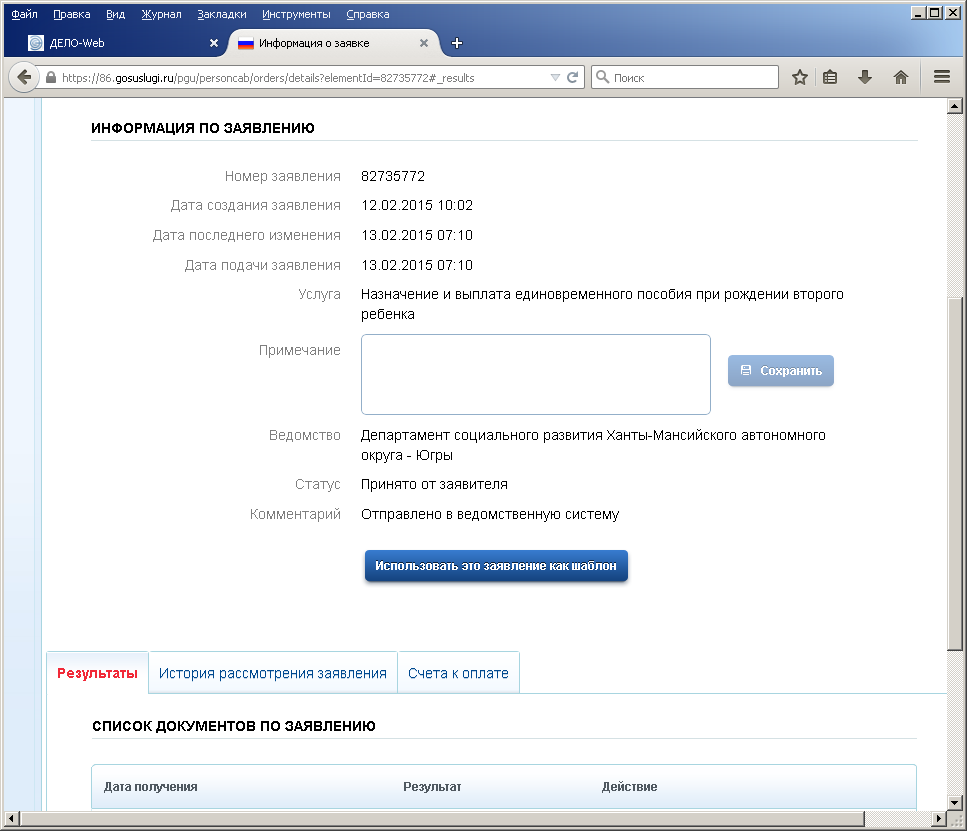 Файл Правка Вид Журнал Закладки Инструменты Справка
ДЕЛО-Web
Информация о заявке
https://86.gosuslugi.ru/pgu/personcab/orders/details?elementId=82735772#_results
Поиск
ИНФОРМАЦИЯ ПО ЗАЯВЛЕНИЮ
Номер заявления 82735772
Дата создания заявления 12.02.2015 10:02
Дата последнего изменения 13.02.2015 07:10
Дата подачи заявления 13.02.2015 07:10
Услуга Назначение и выплата единовременного пособия при рождении второго
ребенка
Примечание
Сохранить
Ведомство Департамент социального развития Ханты-Мансийского автономного
округа - Югры
Статус Принято от заявителя
Комментарий Отправлено в ведомственную систему
Использовать это заявление как шаблон
Результаты История рассмотрения заявления Счета к оплате
СПИСОК ДОКУМЕНТОВ ПО ЗАЯВЛЕНИЮ
Дата получения Результат Действие